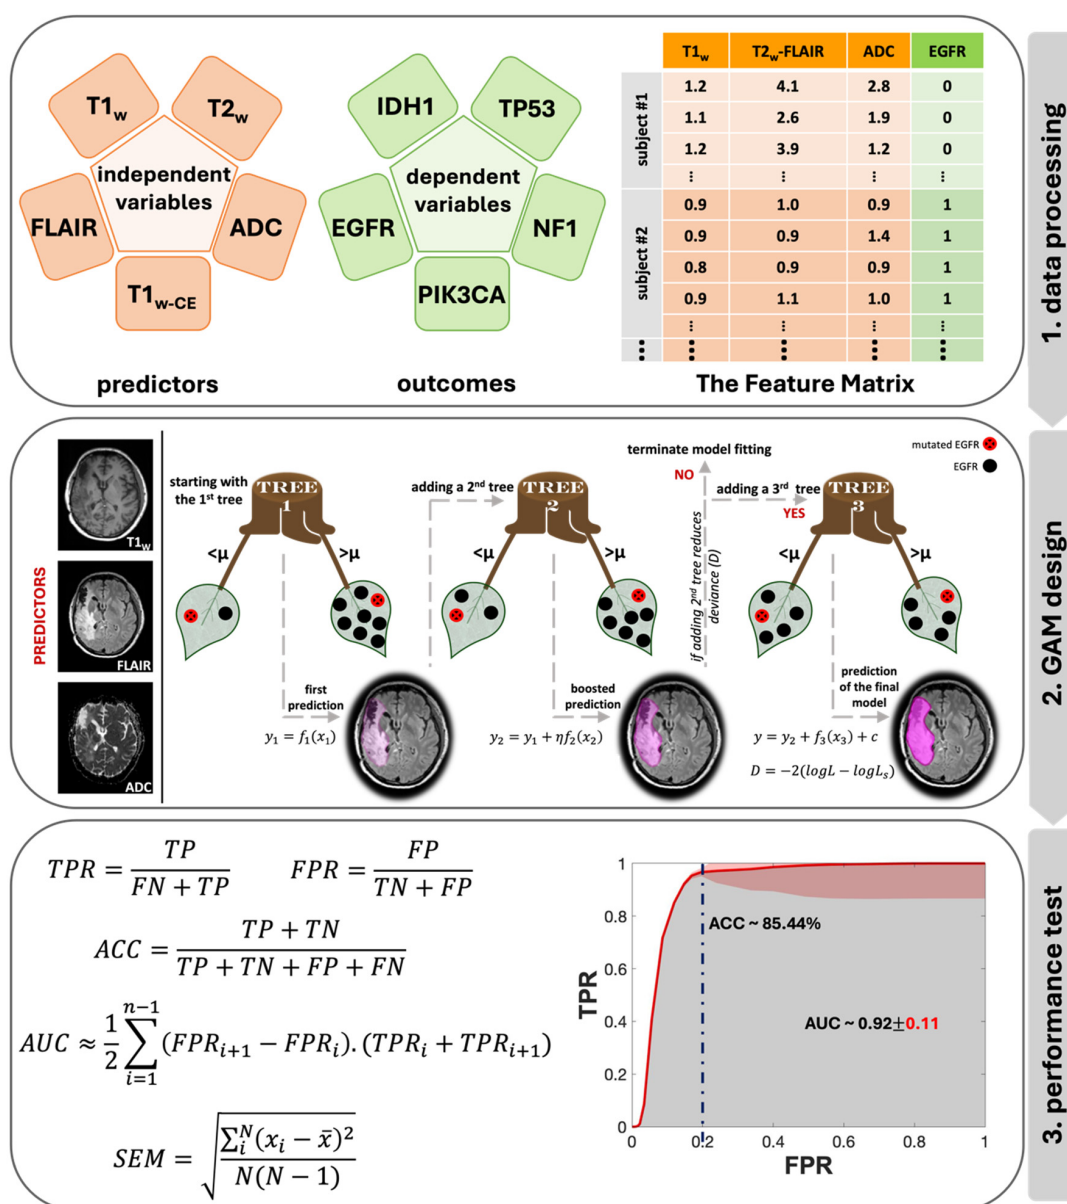 T1w
T2w
FLAIR
ADC
T1w-CE
independent
variables
predictors
IDH1
TP53
EGFR
NF1
PIK3CA
dependent
variables
outcomes
T1w T2w-FLAIR ADC EGFR
subject #1
1.2 4.1 2.8 0
1.1 2.6 1.9 0
1.2 3.9 1.2 0
⋮ ⋮ ⋮ ⋮
subject #2
0.9 1.0 0.9 1
0.9 0.9 1.4 1
0.8 0.9 0.9 1
0.9 1.1 1.0 1
⋮ ⋮ ⋮ ⋮
⋮ ⋮ ⋮ ⋮ ⋮
The Feature Matrix
1. data processing
PREDICTORS
T1w
FLAIR
ADC
starting with
the 1st tree
TREE
1
<μ
>μ
first
prediction
y₁ = f₁(x₁)
adding a 2nd tree
TREE
2
<μ
>μ
boosted
prediction
y₂ = y₁ + ηf₂(x₂)
terminate model fitting
NO
if adding 2nd tree reduces
deviance (D)
adding a 3rd tree
YES
TREE
3
<μ
>μ
prediction
of the final
model
y = y₂ + f₃(x₃) + c
D = −2(logL − logLₛ)
mutated EGFR
EGFR
2. GAM design
TPR = TP / (FN + TP)
FPR = FP / (TN + FP)
ACC = (TP + TN) / (TP + TN + FP + FN)
AUC ≈ 1/2 ∑_{i=1}^{n−1} (FPR_{i+1} − FPR_i). (TPR_i + TPR_{i+1})
SEM = √(∑_i^N (x_i − x̄)² / N(N − 1))
1
0.8
0.6
0.4
0.2
0
TPR
ACC ~ 85.44%
AUC ~ 0.92±0.11
0 0.2 0.4 0.6 0.8 1
FPR
3. performance test